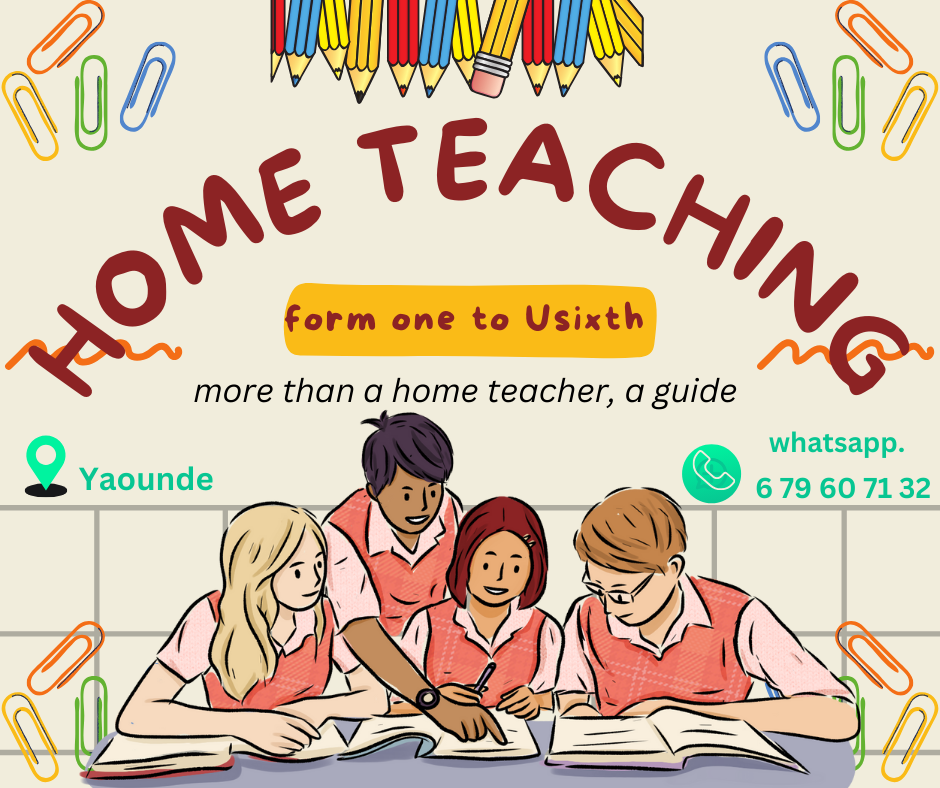 HOME TEACHING
form one to Usixth
more than a home teacher, a guide
Yaounde
whatsapp.
6 79 60 71 32